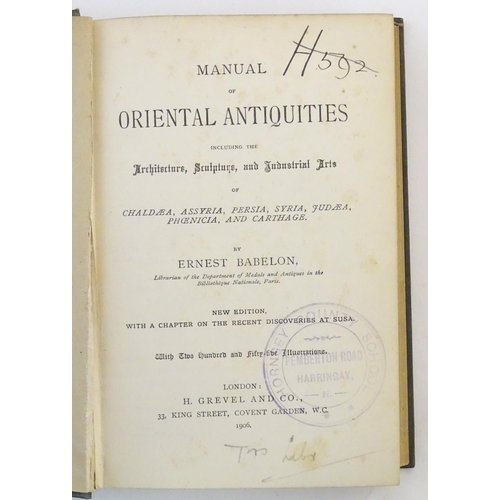 H.592.
MANUAL
OF
ORIENTAL ANTIQUITIES
INCLUDING THE
Architecture, Sculpture, and Industrial Arts
OF
CHALDÆA, ASSYRIA, PERSIA, SYRIA, JUDÆA,
PHŒNICIA, AND CARTHAGE.
BY
ERNEST BABELON,
Librarian of the Department of Medals and Antiques in the
Bibliothèque Nationale, Paris.
NEW EDITION,
WITH A CHAPTER ON THE RECENT DISCOVERIES AT SUSA.
With Two Hundred and Fifty-five Illustrations.
HORNSEY COUNTY SCHOOL
PEMBERTON ROAD
HARRINGAY,
N.
LONDON:
H. GREVEL AND CO.,
33, KING STREET, COVENT GARDEN, W.C.
1906.